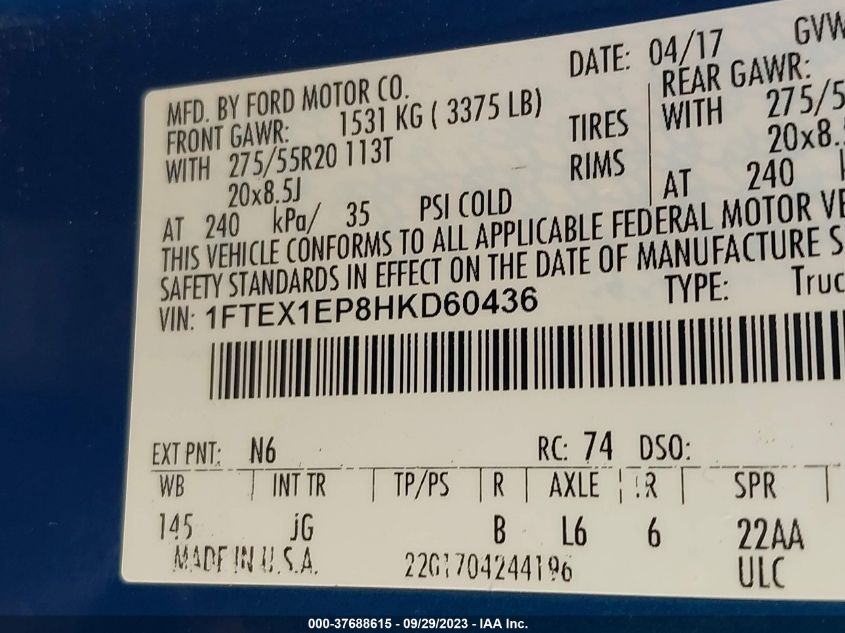 MFD. BY FORD MOTOR CO.
DATE: 04/17
GVW
FRONT GAWR: 1531 KG ( 3375 LB)
REAR GAWR:
WITH 275/55R20 113T
TIRES
WITH 275/5
20x8.5J
RIMS
20x8.5
AT 240 kPa/ 35 PSI COLD
AT 240
THIS VEHICLE CONFORMS TO ALL APPLICABLE FEDERAL MOTOR VE
SAFETY STANDARDS IN EFFECT ON THE DATE OF MANUFACTURE S
VIN: 1FTEX1EP8HKD60436
TYPE: Truc
EXT PNT: N6
RC: 74 DSO:
WB | INT TR | TP/PS | R | AXLE | R | SPR
145 jG B L6 6 22AA
MADE IN U.S.A. 2201704244196 ULC
000-37688615 - 09/29/2023 - IAA Inc.